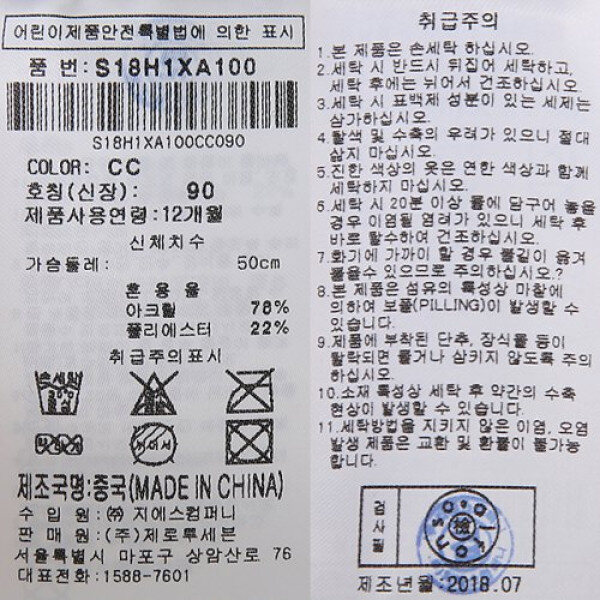 어린이제품안전특별법에 의한 표시
품 번: S18H1XA100
S18H1XA100CC090
COLOR: CC
호칭(신장): 90
제품사용연령:12개월
신체치수
가슴둘레: 50cm
혼 용 율
아크릴 78%
폴리에스터 22%
취급주의표시
손세탁
드라이
제조국명:중국(MADE IN CHINA)
수 입 원 : ㈜ 지에스컴퍼니
판 매 원 : (주)제로투세븐
서울특별시 마포구 상암산로 76
대표전화: 1588-7601
취급주의
1.본 제품은 손세탁 하십시오.
2.세탁 시 반드시 뒤집어 세탁하고,
세탁 후에는 뉘어서 건조하십시오.
3.세탁 시 표백제 성분이 있는 세제는
삼가하십시오.
4.탈색 및 수축의 우려가 있으니 절대
삶지 마십시오.
5.진한 색상의 옷은 연한 색상과 함께
세탁하지 마십시오.
6.세탁 시 20분 이상 물에 담구어 놓을
경우 이염될 염려가 있으니 세탁 후
바로 탈수하여 건조하십시오.
7.화기에 가까이 할 경우 불길이 옮겨
붙을수 있으므로 주의하십시오.?
8.본 제품은 섬유의 특성상 마찰에
의하여 보풀(PILLING)이 발생할 수
있습니다.
9.제품에 부착된 단추, 장식물 등이
탈락되면 물거나 삼키지 않도록 주의
하십시오.
10.소재 특성상 세탁 후 약간의 수축
현상이 발생할 수 있습니다.
11.세탁방법을 지키지 않은 이염, 오염
발생 제품은 교환 및 환불이 불가능
합니다.
검사필
檢
제조년월:2018.07